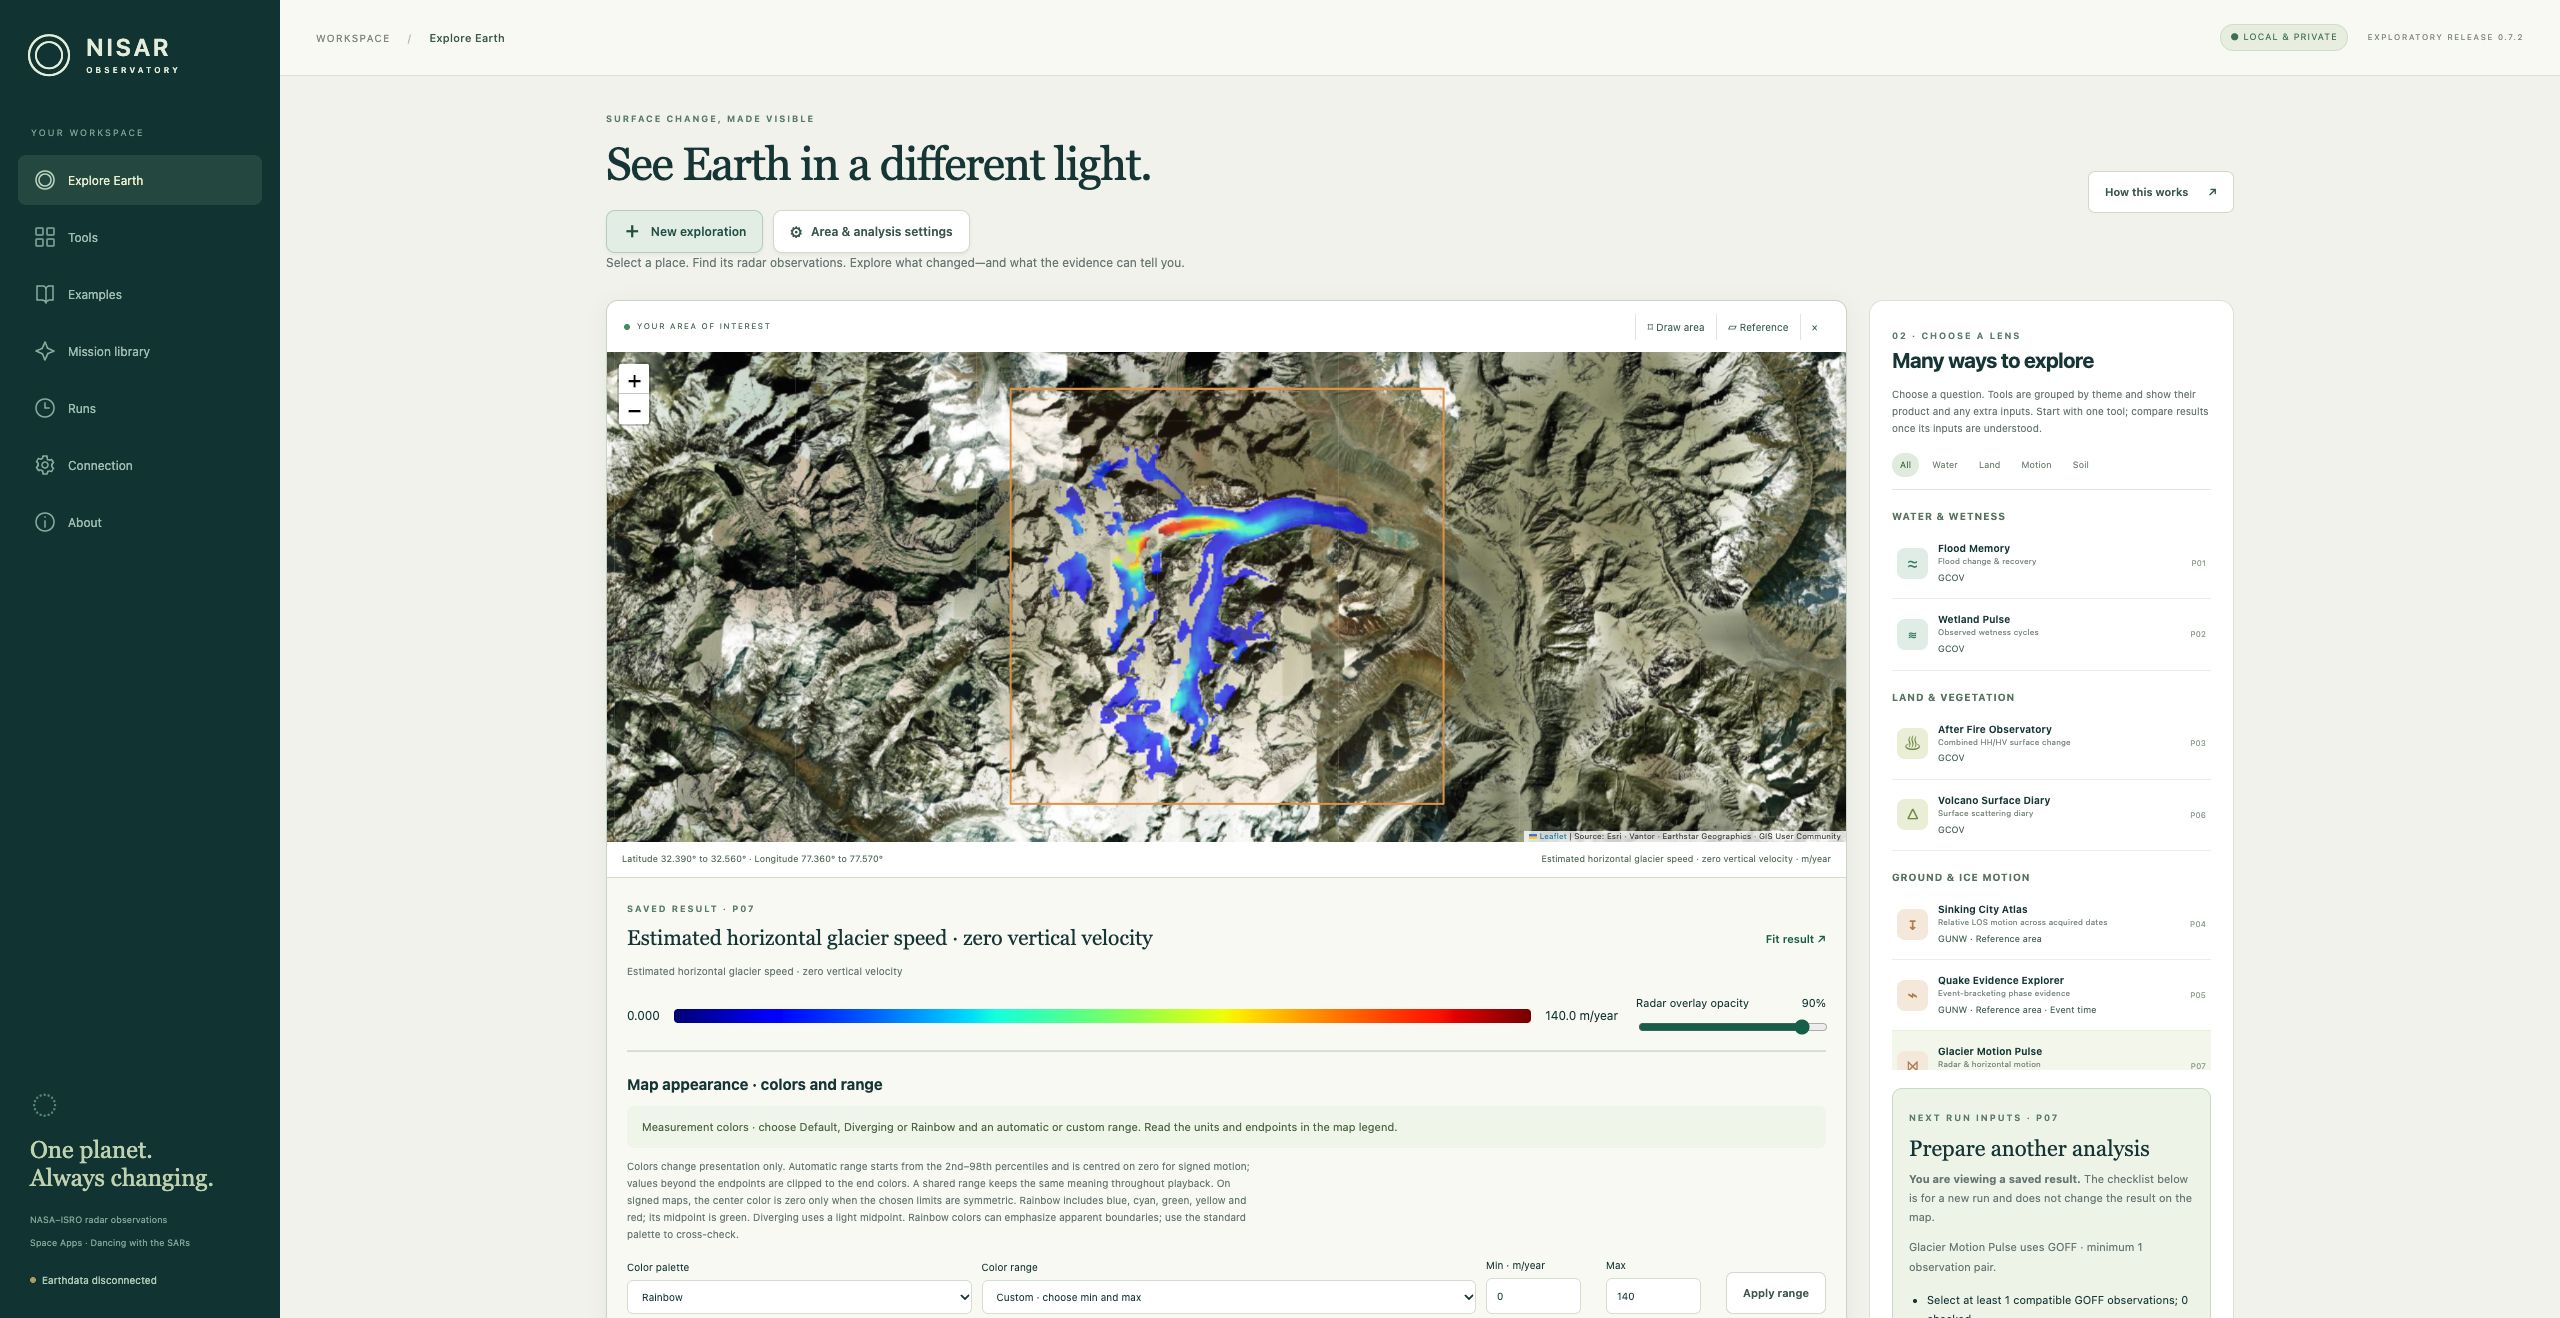 NISAR
OBSERVATORY
YOUR WORKSPACE
Explore Earth
Tools
Examples
Mission library
Runs
Connection
About
One planet.
Always changing.
NASA–ISRO radar observations
Space Apps · Dancing with the SARs
Earthdata disconnected
WORKSPACE / Explore Earth
LOCAL & PRIVATE
EXPLORATORY RELEASE 0.7.2
SURFACE CHANGE, MADE VISIBLE
See Earth in a different light.
How this works ↗
+ New exploration
⚙ Area & analysis settings
Select a place. Find its radar observations. Explore what changed—and what the evidence can tell you.
YOUR AREA OF INTEREST
Draw area
Reference
×
+
−
Leaflet | Source: Esri · Vantor · Earthstar Geographics · GIS User Community
Latitude 32.390° to 32.560° · Longitude 77.360° to 77.570°
Estimated horizontal glacier speed · zero vertical velocity · m/year
SAVED RESULT · P07
Estimated horizontal glacier speed · zero vertical velocity
Fit result ↗
Estimated horizontal glacier speed · zero vertical velocity
0.000
140.0 m/year
Radar overlay opacity 90%
Map appearance · colors and range
Measurement colors · choose Default, Diverging or Rainbow and an automatic or custom range. Read the units and endpoints in the map legend.
Colors change presentation only. Automatic range starts from the 2nd–98th percentiles and is centred on zero for signed motion;
values beyond the endpoints are clipped to the end colors. A shared range keeps the same meaning throughout playback. On
signed maps, the center color is zero only when the chosen limits are symmetric. Rainbow includes blue, cyan, green, yellow and
red; its midpoint is green. Diverging uses a light midpoint. Rainbow colors can emphasize apparent boundaries; use the standard
palette to cross-check.
Color palette
Rainbow
Color range
Custom · choose min and max
Min · m/year
0
Max
140
Apply range
02 · CHOOSE A LENS
Many ways to explore
Choose a question. Tools are grouped by theme and show their
product and any extra inputs. Start with one tool; compare results
once its inputs are understood.
All
Water
Land
Motion
Soil
WATER & WETNESS
Flood Memory
Flood change & recovery
GCOV
P01
Wetland Pulse
Observed wetness cycles
GCOV
P02
LAND & VEGETATION
After Fire Observatory
Combined HH/HV surface change
GCOV
P03
Volcano Surface Diary
Surface scattering diary
GCOV
P06
GROUND & ICE MOTION
Sinking City Atlas
Relative LOS motion across acquired dates
GUNW · Reference area
P04
Quake Evidence Explorer
Event-bracketing phase evidence
GUNW · Reference area · Event time
P05
Glacier Motion Pulse
Radar & horizontal motion
P07
NEXT RUN INPUTS · P07
Prepare another analysis
You are viewing a saved result. The checklist below
is for a new run and does not change the result on the
map.
Glacier Motion Pulse uses GOFF · minimum 1
observation pair.
• Select at least 1 compatible GOFF observations; 0